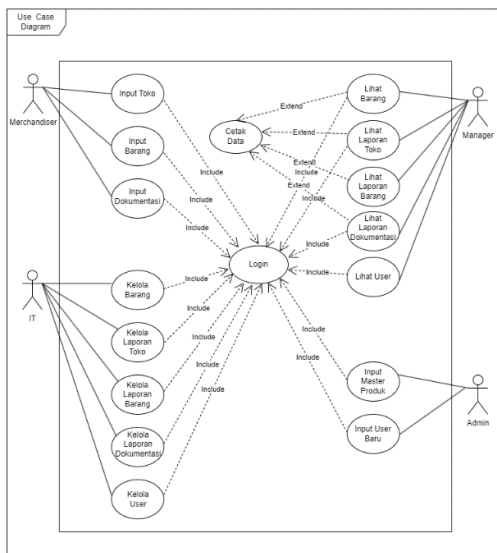 Use Case
Diagram
Merchandiser
Input Toko
Input
Barang
Input
Dokumentasi
Cetak
Data
Extend
Extend
Extend
Extend
Lihat
Barang
Lihat
Laporan
Toko
Lihat
Laporan
Barang
Lihat
Laporan
Dokumentasi
Lihat User
Manager
Include
Include
Include
Include
Include
Include
Include
Login
IT
Kelola
Barang
Kelola
Laporan
Toko
Kelola
Laporan
Barang
Kelola
Laporan
Dokumentasi
Kelola
User
Include
Include
Include
Include
Include
Include
Include
Input
Master
Produk
Input User
Baru
Admin